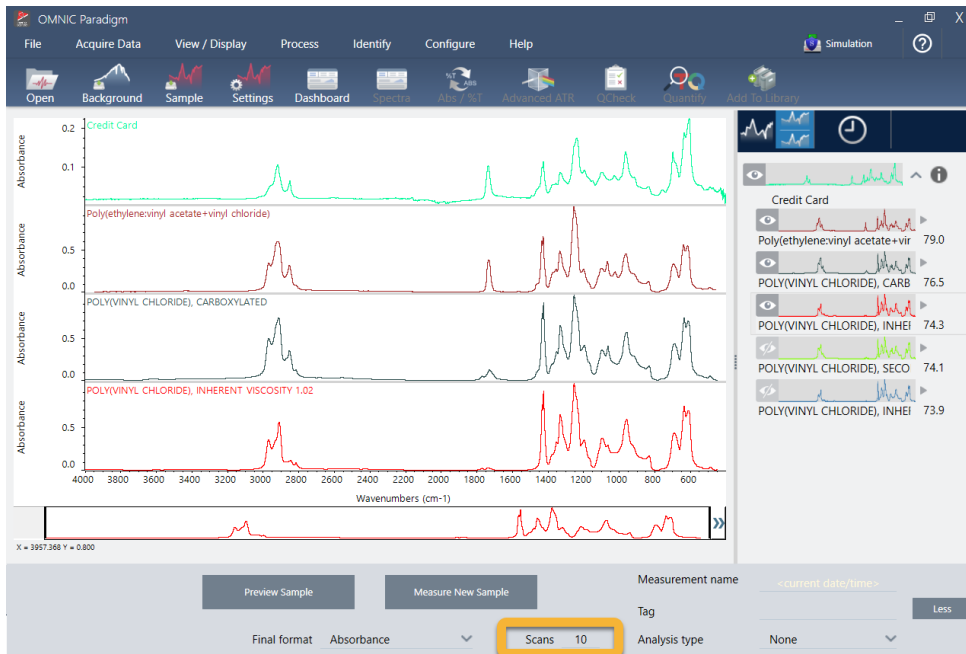 OMNIC Paradigm
File Acquire Data View / Display Process Identify Configure Help Simulation
Open Background Sample Settings Dashboard Spectra Abs / %T Advanced ATR QCheck Quantify Add To Library
%T ABS
Credit Card
Absorbance
0.2
0.1
Poly(ethylene:vinyl acetate+vinyl chloride)
Absorbance
0.5
0.0
POLY(VINYL CHLORIDE), CARBOXYLATED
Absorbance
0.5
0.0
POLY(VINYL CHLORIDE), INHERENT VISCOSITY 1.02
Absorbance
0.5
0.0
4000 3800 3600 3400 3200 3000 2800 2600 2400 2200 2000 1800 1600 1400 1200 1000 800 600
Wavenumbers (cm-1)
X = 3957.368 Y = 0.800
Credit Card
Poly(ethylene:vinyl acetate+vir 79.0
POLY(VINYL CHLORIDE), CARB 76.5
POLY(VINYL CHLORIDE), INHEI 74.3
POLY(VINYL CHLORIDE), SECO 74.1
POLY(VINYL CHLORIDE), INHEI 73.9
Preview Sample Measure New Sample Measurement name <current date/time>
Tag Less
Final format Absorbance Scans 10 Analysis type None